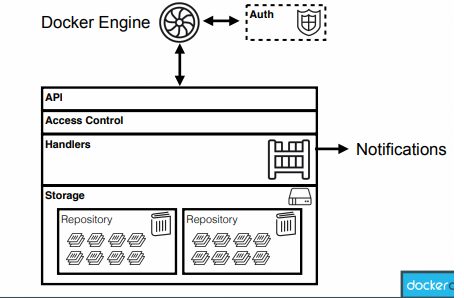 Docker Engine
Auth
API
Access Control
Handlers
Notifications
Storage
Repository
Repository
docker